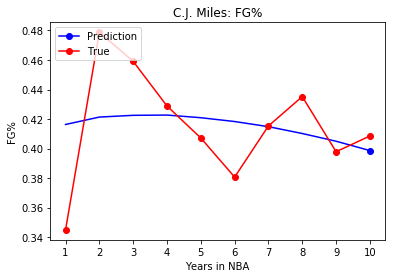 C.J. Miles: FG%
Prediction
True
FG%
0.48
0.46
0.44
0.42
0.40
0.38
0.36
0.34
1 2 3 4 5 6 7 8 9 10
Years in NBA